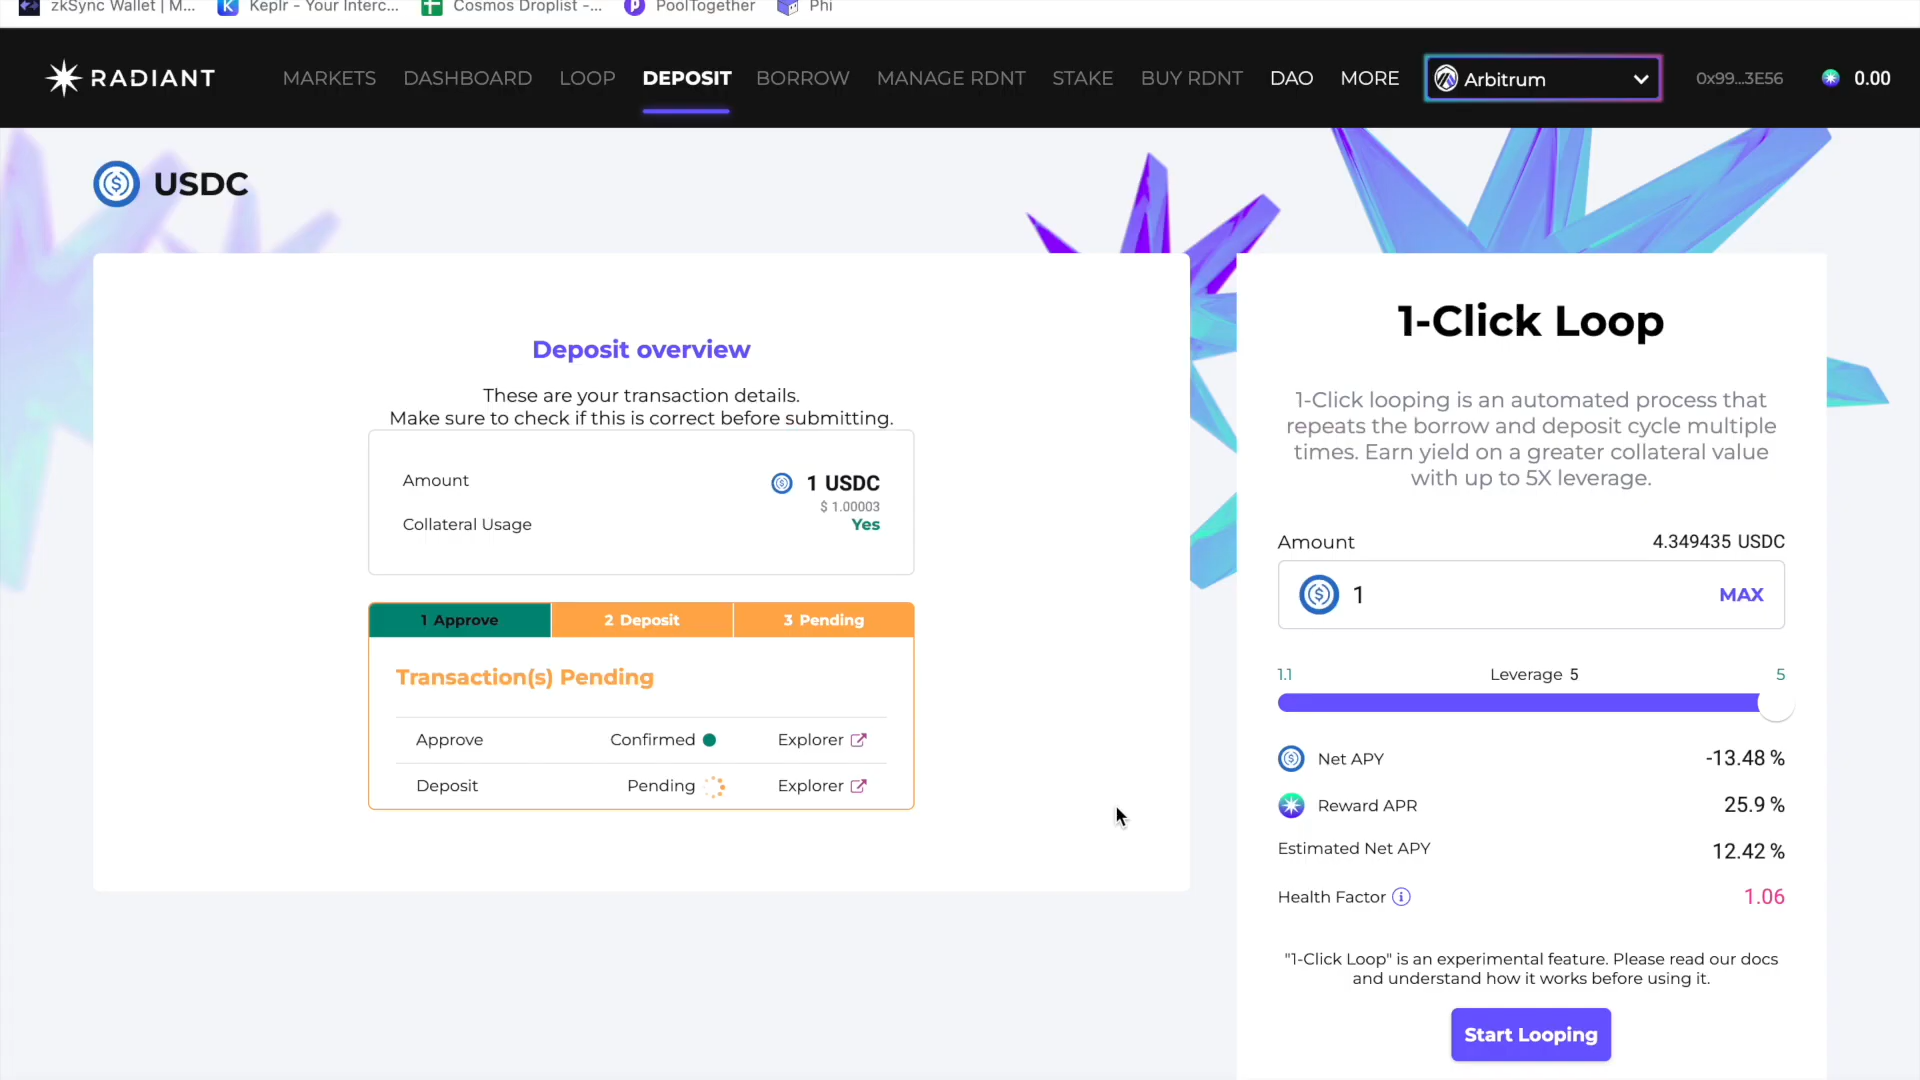 zkSync Wallet | M...
Keplr - Your Interc...
Cosmos Droplist -...
PoolTogether
Phi
RADIANT
MARKETS
DASHBOARD
LOOP
DEPOSIT
BORROW
MANAGE RDNT
STAKE
BUY RDNT
DAO
MORE
Arbitrum
0x99...3E56
0.00
USDC
Deposit overview
These are your transaction details.
Make sure to check if this is correct before submitting.
Amount 1 USDC
$ 1.00003
Collateral Usage Yes
1 Approve 2 Deposit 3 Pending
Transaction(s) Pending
Approve Confirmed Explorer
Deposit Pending Explorer
1-Click Loop
1-Click looping is an automated process that
repeats the borrow and deposit cycle multiple
times. Earn yield on a greater collateral value
with up to 5X leverage.
Amount 4.349435 USDC
1 MAX
1.1 Leverage 5 5
Net APY -13.48 %
Reward APR 25.9 %
Estimated Net APY 12.42 %
Health Factor 1.06
"1-Click Loop" is an experimental feature. Please read our docs
and understand how it works before using it.
Start Looping